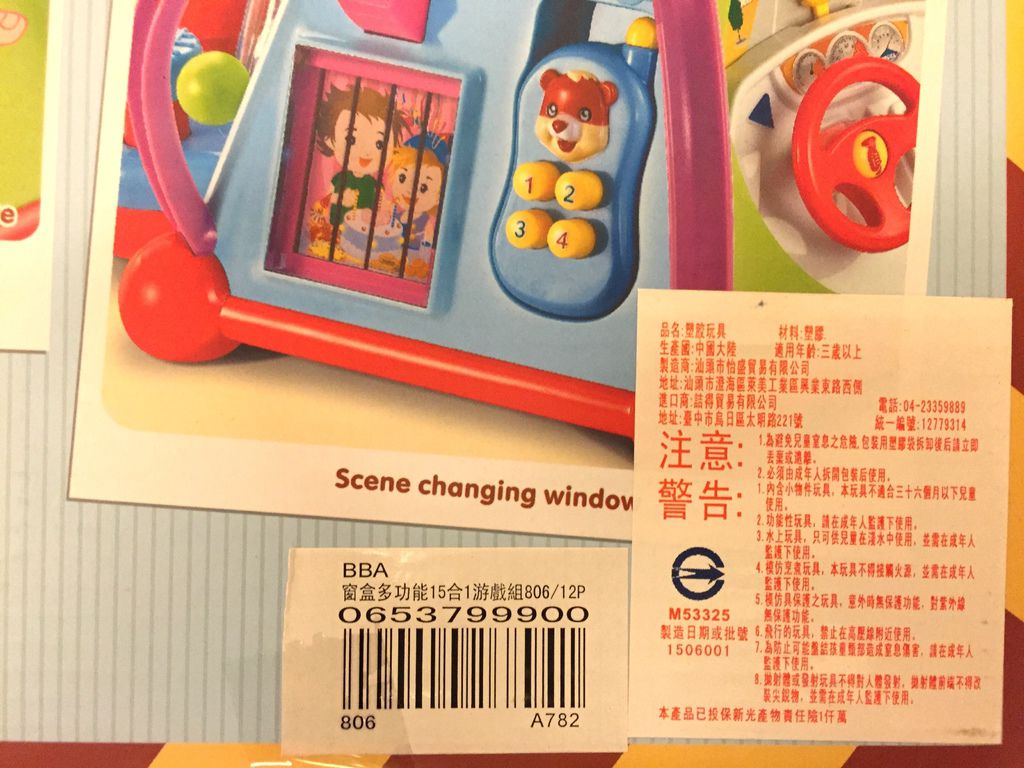 e
1
2
3
4
Scene changing window
BBA
窗盒多功能15合1游戲組806/12P
0653799900
806 A782
品名:塑胶玩具 材料:塑膠
生產國:中國大陸 適用年齡:三歲以上
製造商:汕頭市怡盛貿易有限公司
地址:汕頭市澄海區萊美工業區興業東路西側
進口商:詰得貿易有限公司 電話:04-23359889
地址:臺中市烏日區太明路221號 統一編號:12779314
注意:
1.為避免兒童窒息之危險,包裝用塑膠袋拆卸後請立即
丟棄或遠離。
2.必須由成年人拆開包裝后使用。
警告:
1.內含小物件玩具，本玩具不適合三十六個月以下兒童
使用。
2.功能性玩具，請在成年人監護下使用。
3.水上玩具，只可供兒童在淺水中使用，並需在成年人
監護下使用。
4.模仿烹煮玩具，本玩具不得接觸火源，並需在成年人
監護下使用。
5.模仿具保護之玩具，意外時無保護功能，對紫外線
無保護功能。
6.飛行的玩具，禁止在高壓線附近使用。
7.為防止可能盤結孩童頸部造成窒息傷害，請在成年人
監護下使用。
8.拋射體或發射玩具不得對人體發射，拋射體前端不得改
裝尖銳物，並需在成年人監護下使用。
M53325
製造日期或批號
1506001
本產品已投保新光產物責任險1仟萬